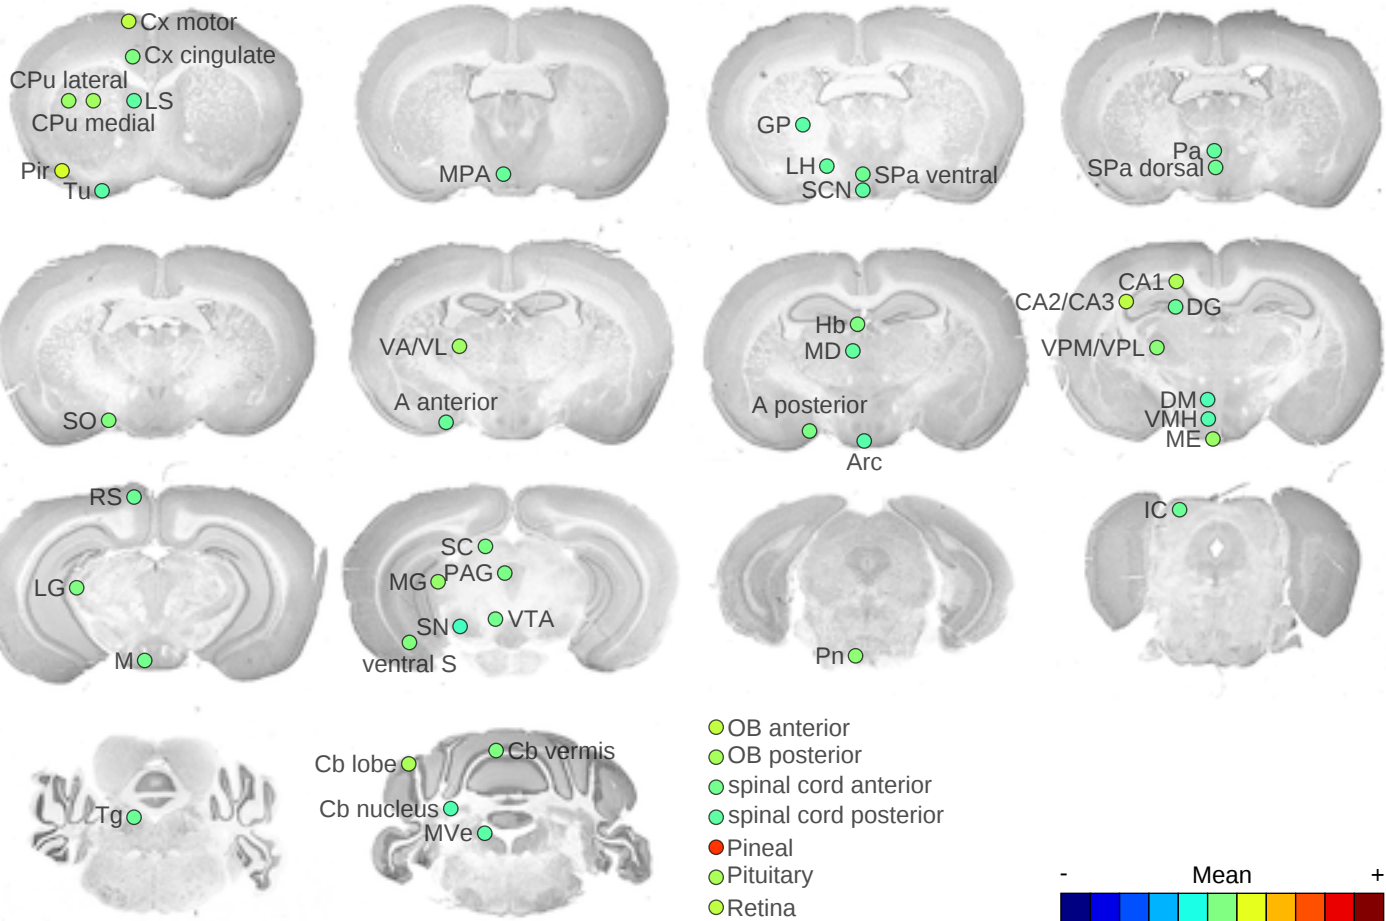 Cx motor
Cx cingulate
CPu lateral
LS
CPu medial
Pir
Tu
MPA
GP
LH
SPa ventral
SCN
Pa
SPa dorsal
SO
VA/VL
A anterior
Hb
MD
A posterior
Arc
CA1
CA2/CA3
DG
VPM/VPL
DM
VMH
ME
RS
LG
M
SC
PAG
MG
VTA
SN
ventral S
Pn
IC
Tg
Cb vermis
Cb lobe
Cb nucleus
MVe
OB anterior
OB posterior
spinal cord anterior
spinal cord posterior
Pineal
Pituitary
Retina
- Mean +